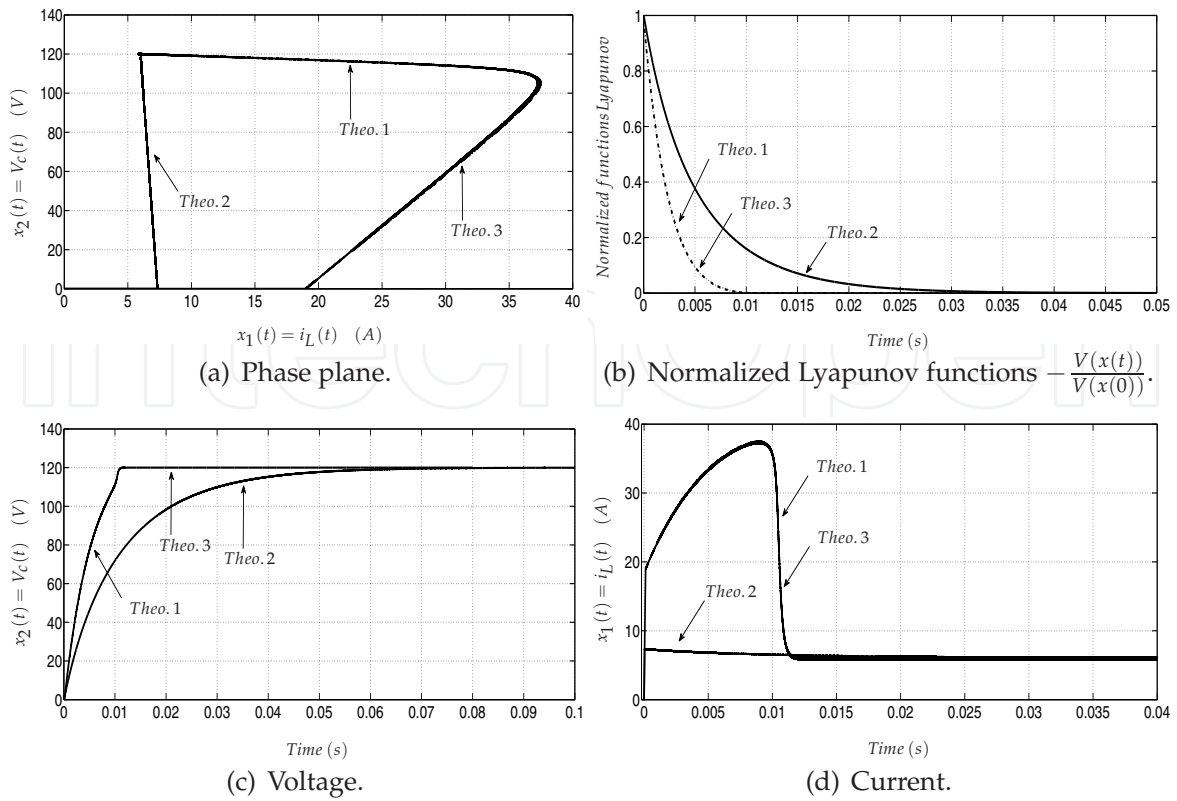 140
120
100
80
60
40
20
0
0 5 10 15 20 25 30 35 40
x₂(t) = V_C(t) (V)
x₁(t) = i_L(t) (A)
Theo. 1
Theo. 2
Theo. 3
(a) Phase plane.
1
0.8
0.6
0.4
0.2
0
0 0.005 0.01 0.015 0.02 0.025 0.03 0.035 0.04 0.045 0.05
Normalized functions Lyapunov
Time (s)
Theo. 1
Theo. 3
Theo. 2
(b) Normalized Lyapunov functions − V(x(t))/V(x(0)).
140
120
100
80
60
40
20
0
0 0.01 0.02 0.03 0.04 0.05 0.06 0.07 0.08 0.09 0.1
x₂(t) = V_C(t) (V)
Time (s)
Theo. 3
Theo. 2
Theo. 1
(c) Voltage.
40
30
20
10
0
0 0.005 0.01 0.015 0.02 0.025 0.03 0.035 0.04
x₁(t) = i_L(t) (A)
Time (s)
Theo. 1
Theo. 3
Theo. 2
(d) Current.
intechopen